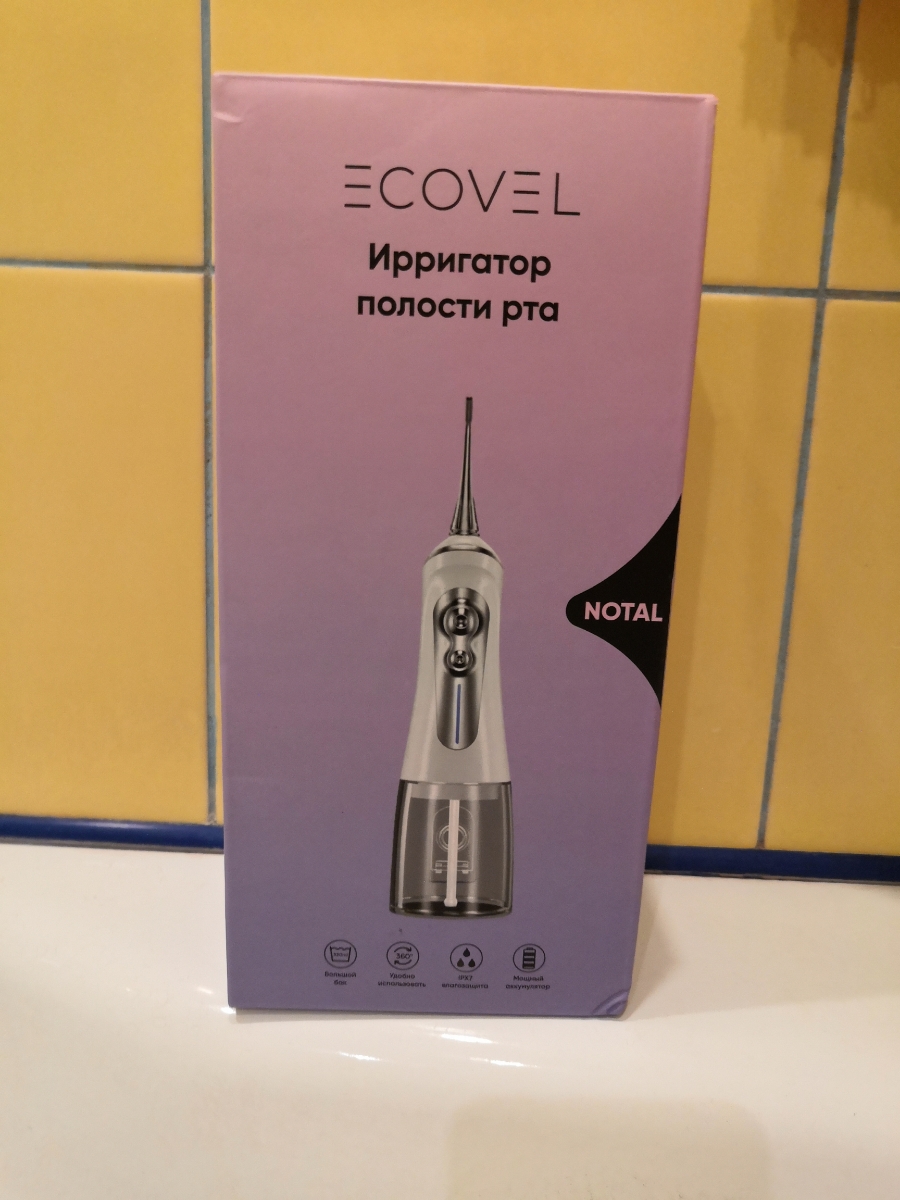 ECOVEL
Ирригатор
полости рта
NOTAL
360°
Большой
бак
Удобно
использовать
IPX7
влагозащита
Мощный
аккумулятор